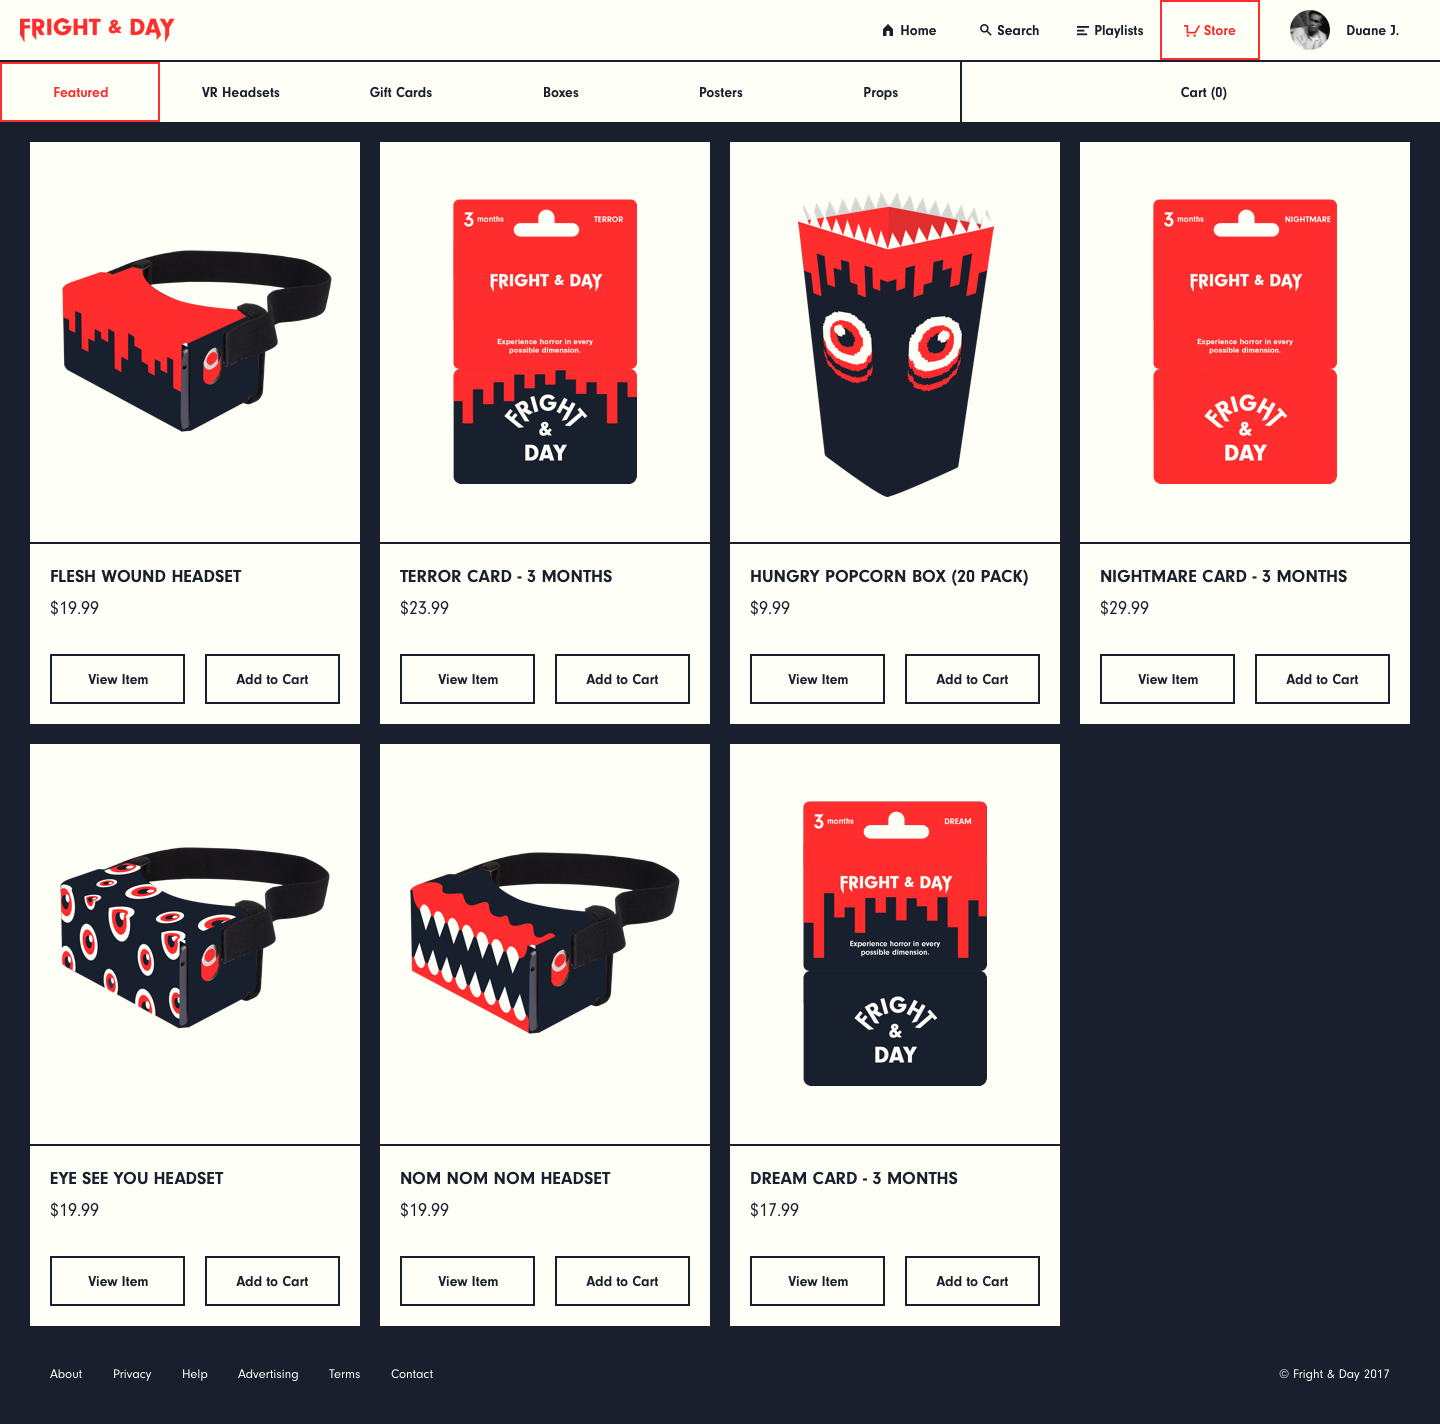 FRIGHT & DAY
Home
Search
Playlists
Store
Duane J.
Featured
VR Headsets
Gift Cards
Boxes
Posters
Props
Cart (0)
3 months
TERROR
FRIGHT & DAY
Experience horror in every
possible dimension.
FRIGHT
&
DAY
3 months
NIGHTMARE
FRIGHT & DAY
Experience horror in every
possible dimension.
FRIGHT
&
DAY
FLESH WOUND HEADSET
$19.99
View Item
Add to Cart
TERROR CARD - 3 MONTHS
$23.99
View Item
Add to Cart
HUNGRY POPCORN BOX (20 PACK)
$9.99
View Item
Add to Cart
NIGHTMARE CARD - 3 MONTHS
$29.99
View Item
Add to Cart
3 months
DREAM
FRIGHT & DAY
Experience horror in every
possible dimension.
FRIGHT
&
DAY
EYE SEE YOU HEADSET
$19.99
View Item
Add to Cart
NOM NOM NOM HEADSET
$19.99
View Item
Add to Cart
DREAM CARD - 3 MONTHS
$17.99
View Item
Add to Cart
About
Privacy
Help
Advertising
Terms
Contact
© Fright & Day 2017